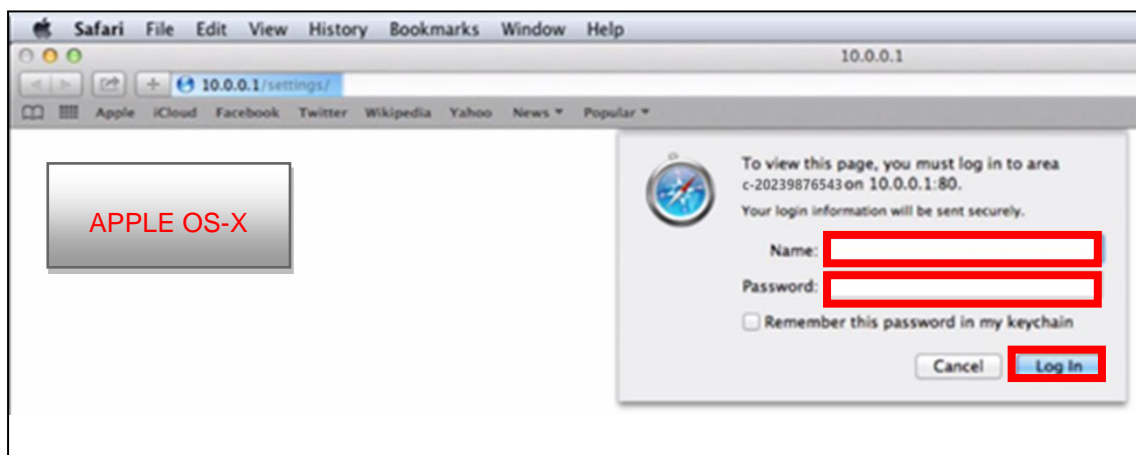 Safari File Edit View History Bookmarks Window Help
10.0.0.1
10.0.0.1/settings/
Apple iCloud Facebook Twitter Wikipedia Yahoo News Popular
APPLE OS-X
To view this page, you must log in to area
c-20239876543 on 10.0.0.1:80.
Your login information will be sent securely.
Name:
Password:
Remember this password in my keychain
Cancel Log In